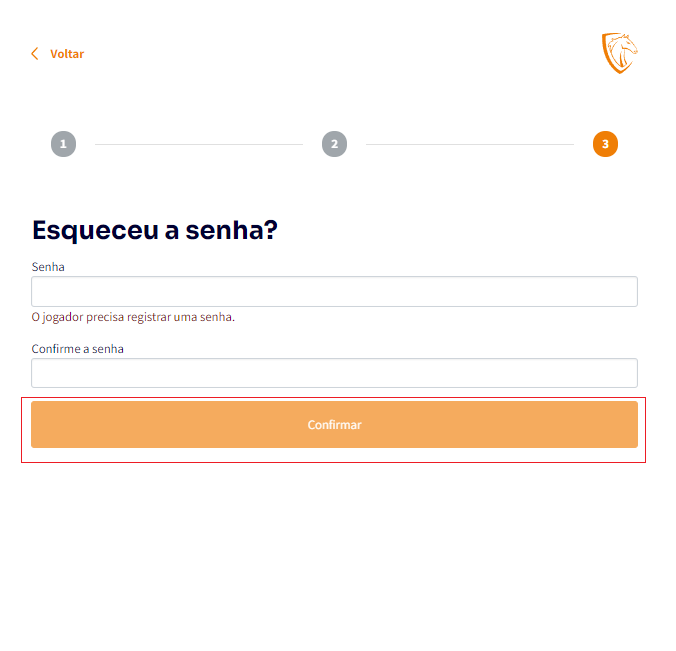 Voltar
1
2
3
Esqueceu a senha?
Senha
O jogador precisa registrar uma senha.
Confirme a senha
Confirmar